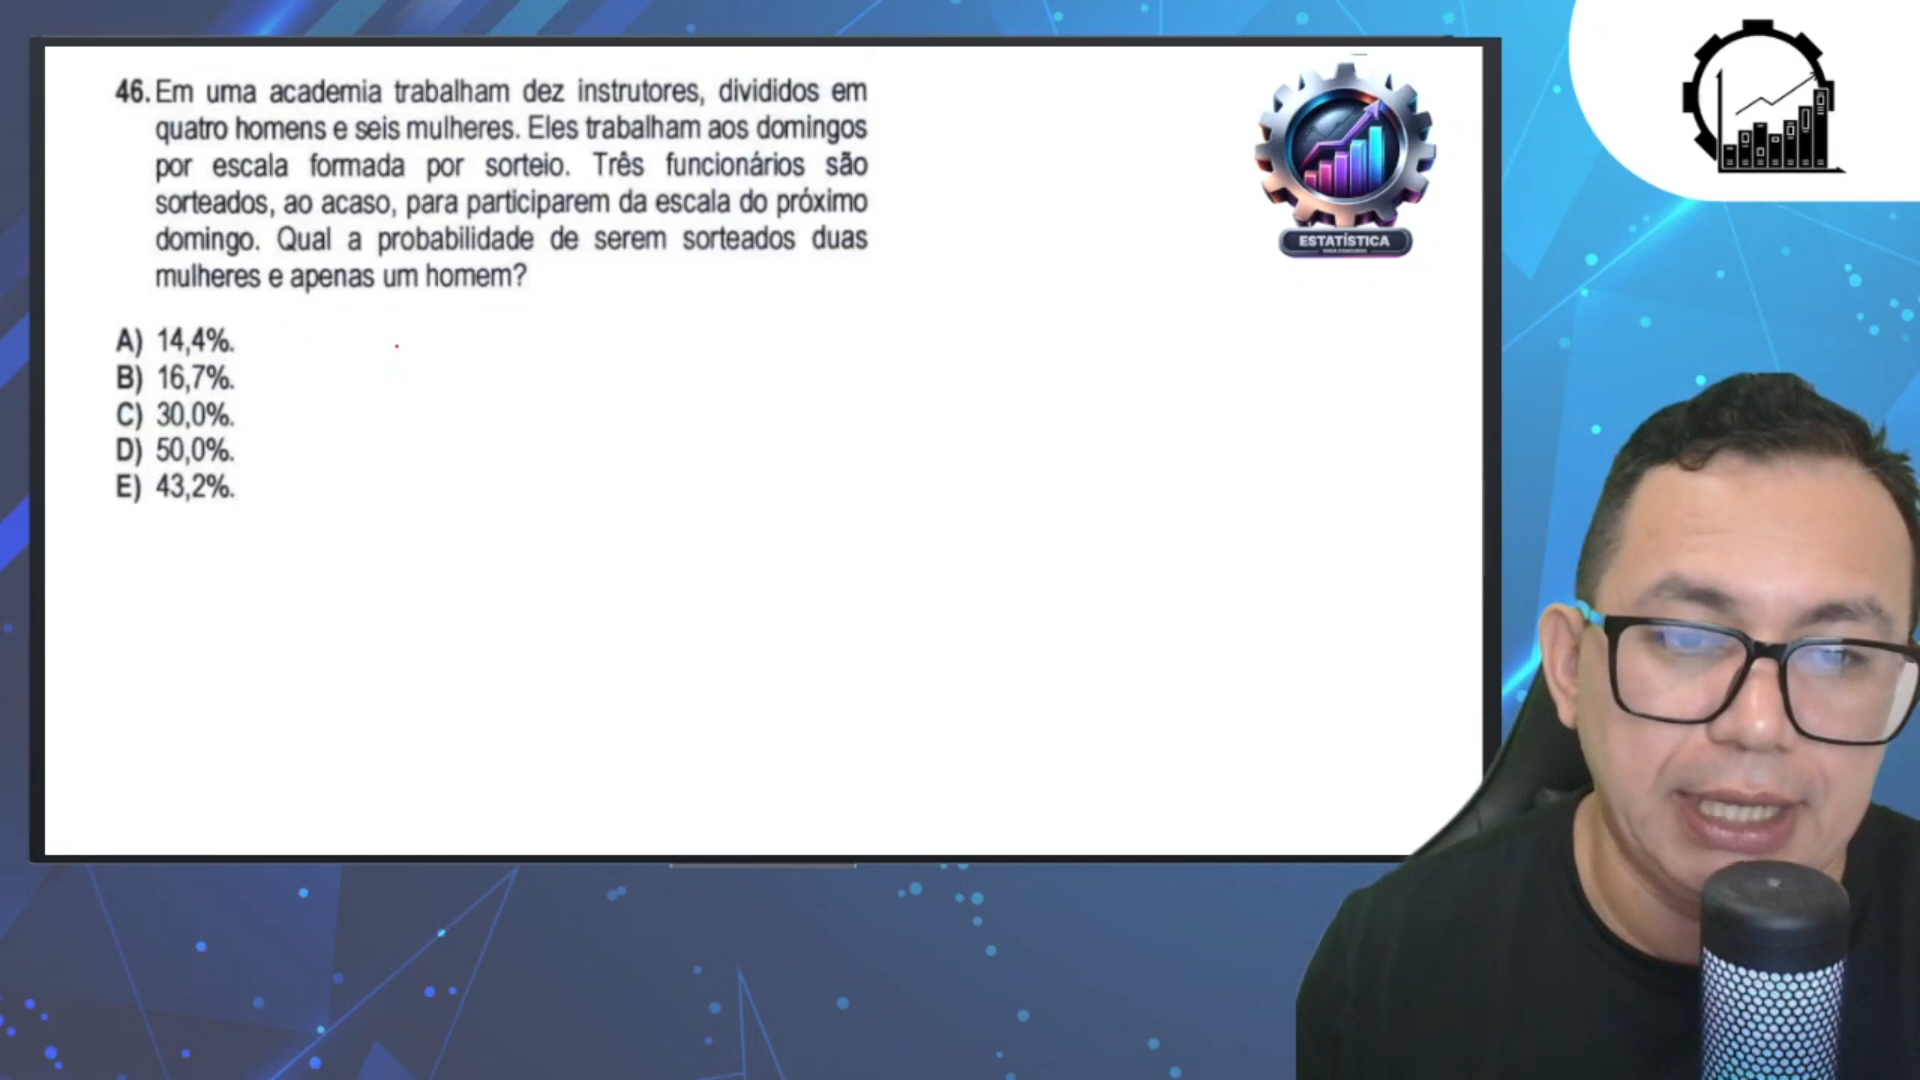 46. Em uma academia trabalham dez instrutores, divididos em
quatro homens e seis mulheres. Eles trabalham aos domingos
por escala formada por sorteio. Três funcionários são
sorteados, ao acaso, para participarem da escala do próximo
domingo. Qual a probabilidade de serem sorteados duas
mulheres e apenas um homem?
A) 14,4%.
B) 16,7%.
C) 30,0%.
D) 50,0%.
E) 43,2%.
ESTATÍSTICA